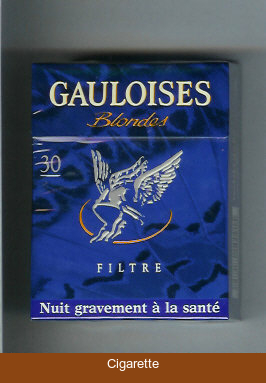 GAULOISES
Blondes
30
FILTRE
Nuit gravement à la santé
Cigarette